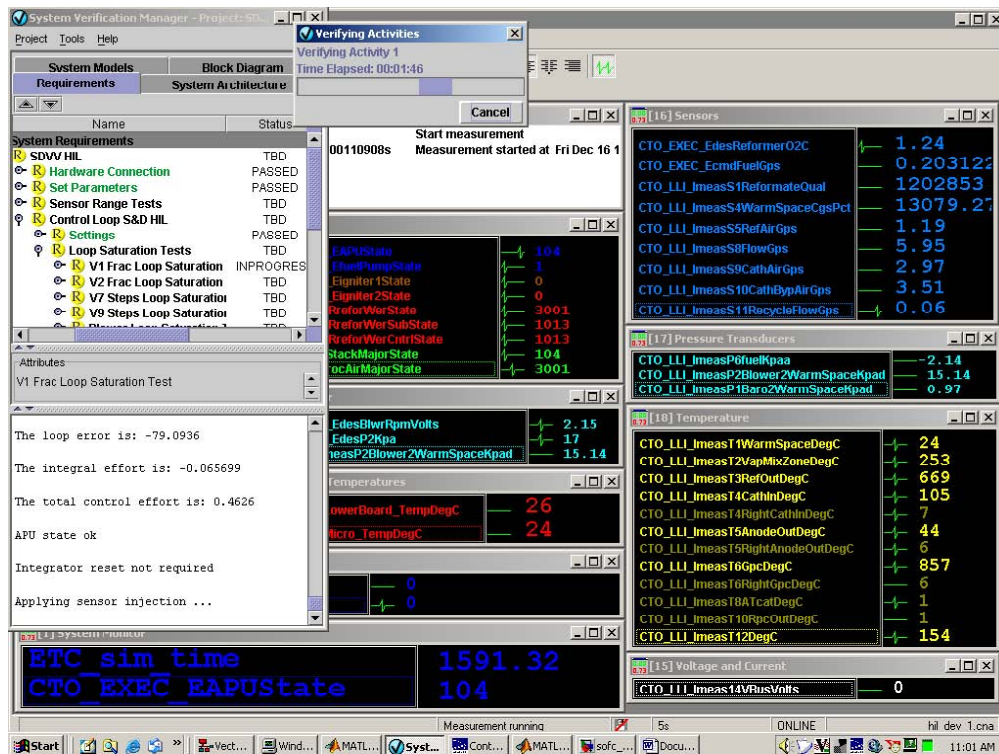 System Verification Manager - Project: SD...
Project Tools Help
System Models Block Diagram
Requirements System Architecture
Name Status
System Requirements
SDVV HIL TBD
Hardware Connection PASSED
Set Parameters PASSED
Sensor Range Tests TBD
Control Loop S&D HIL TBD
Settings PASSED
Loop Saturation Tests TBD
V1 Frac Loop Saturation INPROGRES
V2 Frac Loop Saturation TBD
V7 Steps Loop Saturation TBD
V9 Steps Loop Saturation TBD
Attributes
V1 Frac Loop Saturation Test
The loop error is: -79.0936
The integral effort is: -0.065699
The total control effort is: 0.4626
APU state ok
Integrator reset not required
Applying sensor injection ...
Verifying Activities
Verifying Activity 1
Time Elapsed: 00:01:46
Cancel
Start measurement
00110908s Measurement started at Fri Dec 16 1
_EAPUState 104
_EfuelPumpState 1
_Eigniter1State 0
_Eigniter2State 0
RreforWerState 3001
RreforWerSubState 1013
RreforWerCntrlState 1013
StackMajorState 104
rocAirMajorState 3001
_EdesBlwrRpmVolts 2.15
_EdesP2Kpa 17
measP2Blower2WarmSpaceKpad 15.14
Temperatures
owerBoard_TempDegC 26
Micro_TempDegC 24
0
0
[1] System Monitor
ETC_sim_time 1591.32
CTO_EXEC_EAPUState 104
[16] Sensors
CTO_EXEC_EdesReformerO2C 1.24
CTO_EXEC_EcmdFuelGps 0.203122
CTO_LLI_ImeasS1ReformateQual 1202853
CTO_LLI_ImeasS4WarmSpaceCgsPct 13079.27
CTO_LLI_ImeasS5RefAirGps 1.19
CTO_LLI_ImeasS8FlowGps 5.95
CTO_LLI_ImeasS9CathAirGps 2.97
CTO_LLI_ImeasS10CathBypAirGps 3.51
CTO_LLI_ImeasS11RecycleFlowGps 0.06
[17] Pressure Transducers
CTO_LLI_ImeasP6fuelKpaa -2.14
CTO_LLI_ImeasP2Blower2WarmSpaceKpad 15.14
CTO_LLI_ImeasP1Baro2WarmSpaceKpad 0.97
[18] Temperature
CTO_LLI_ImeasT1WarmSpaceDegC 24
CTO_LLI_ImeasT2VapMixZoneDegC 253
CTO_LLI_ImeasT3RefOutDegC 669
CTO_LLI_ImeasT4CathInDegC 105
CTO_LLI_ImeasT4RightCathInDegC 7
CTO_LLI_ImeasT5AnodeOutDegC 44
CTO_LLI_ImeasT5RightAnodeOutDegC 6
CTO_LLI_ImeasT6GpcDegC 857
CTO_LLI_ImeasT6RightGpcDegC 6
CTO_LLI_ImeasT8ATcatDegC 1
CTO_LLI_ImeasT10RpcOutDegC 1
CTO_LLI_ImeasT12DegC 154
[15] Voltage and Current
CTO_LLI_Imeas14VBusVolts 0
Measurement running 5s ONLINE hil_dev_1.cna
Start » Vect... Wind... MATL... Syst... Cont... MATL... sofc_... Docu... 11:01 AM